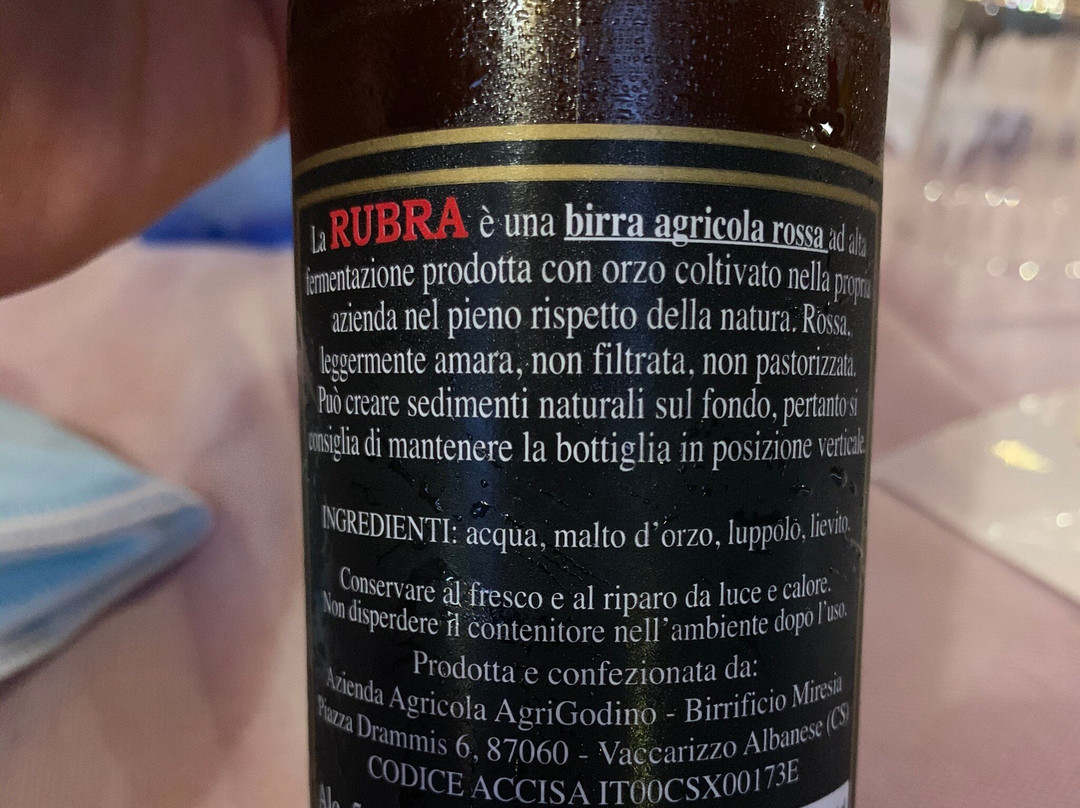 La RUBRA è una birra agricola rossa ad alta
fermentazione prodotta con orzo coltivato nella propria
azienda nel pieno rispetto della natura. Rossa,
leggermente amara, non filtrata, non pastorizzata.
Può creare sedimenti naturali sul fondo, pertanto si
consiglia di mantenere la bottiglia in posizione verticale.
INGREDIENTI: acqua, malto d'orzo, luppolo, lievito.
Conservare al fresco e al riparo da luce e calore.
Non disperdere il contenitore nell'ambiente dopo l'uso.
Prodotta e confezionata da:
Azienda Agricola AgriGodino - Birrificio Miresia
Piazza Drammis 6, 87060 - Vaccarizzo Albanese (CS)
CODICE ACCISA IT00CSX00173E